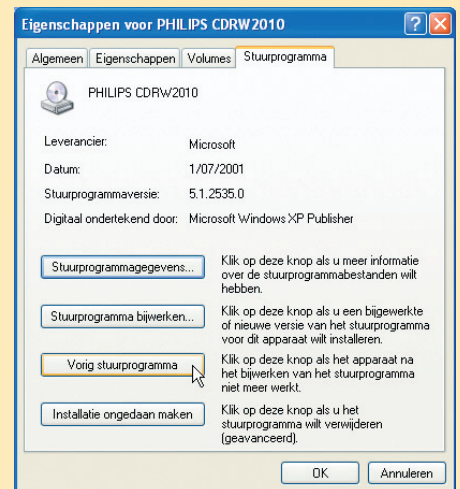 Eigenschappen voor PHILIPS CDRW2010
Algemeen Eigenschappen Volumes Stuurprogramma
PHILIPS CDRW2010
Leverancier: Microsoft
Datum: 1/07/2001
Stuurprogrammaversie: 5.1.2535.0
Digitaal ondertekend door: Microsoft Windows XP Publisher
Stuurprogrammagegevens...
Klik op deze knop als u meer informatie
over de stuurprogrammabestanden wilt
hebben.
Stuurprogramma bijwerken...
Klik op deze knop als u een bijgewerkte
of nieuwe versie van het stuurprogramma
voor dit apparaat wilt installeren.
Vorig stuurprogramma
Klik op deze knop als het apparaat na
het bijwerken van het stuurprogramma
niet meer werkt.
Installatie ongedaan maken
Klik op deze knop als u het
stuurprogramma wilt verwijderen
(geavanceerd).
OK Annuleren